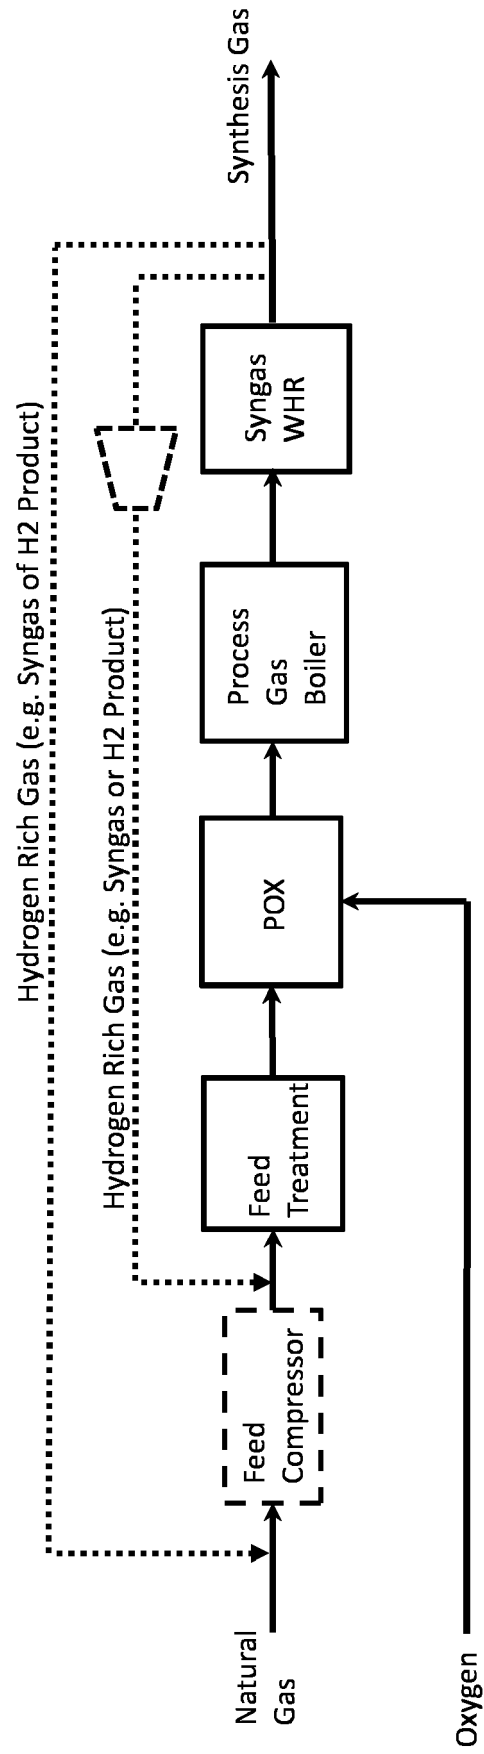 Hydrogen Rich Gas (e.g. Syngas of H2 Product)
Hydrogen Rich Gas (e.g. Syngas or H2 Product)
Natural
Gas
Feed
Compressor
Feed
Treatment
POX
Process
Gas
Boiler
Syngas
WHR
Synthesis Gas
Oxygen